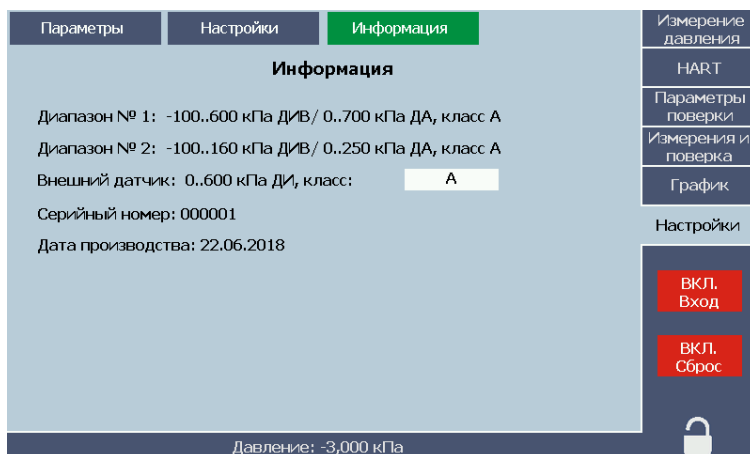 Параметры
Настройки
Информация
Информация
Диапазон № 1: -100..600 кПа ДИВ/ 0..700 кПа ДА, класс А
Диапазон № 2: -100..160 кПа ДИВ/ 0..250 кПа ДА, класс А
Внешний датчик: 0..600 кПа ДИ, класс: А
Серийный номер: 000001
Дата производства: 22.06.2018
Давление: -3,000 кПа
Измерение
давления
HART
Параметры
поверки
Измерения и
поверка
График
Настройки
ВКЛ.
Вход
ВКЛ.
Сброс